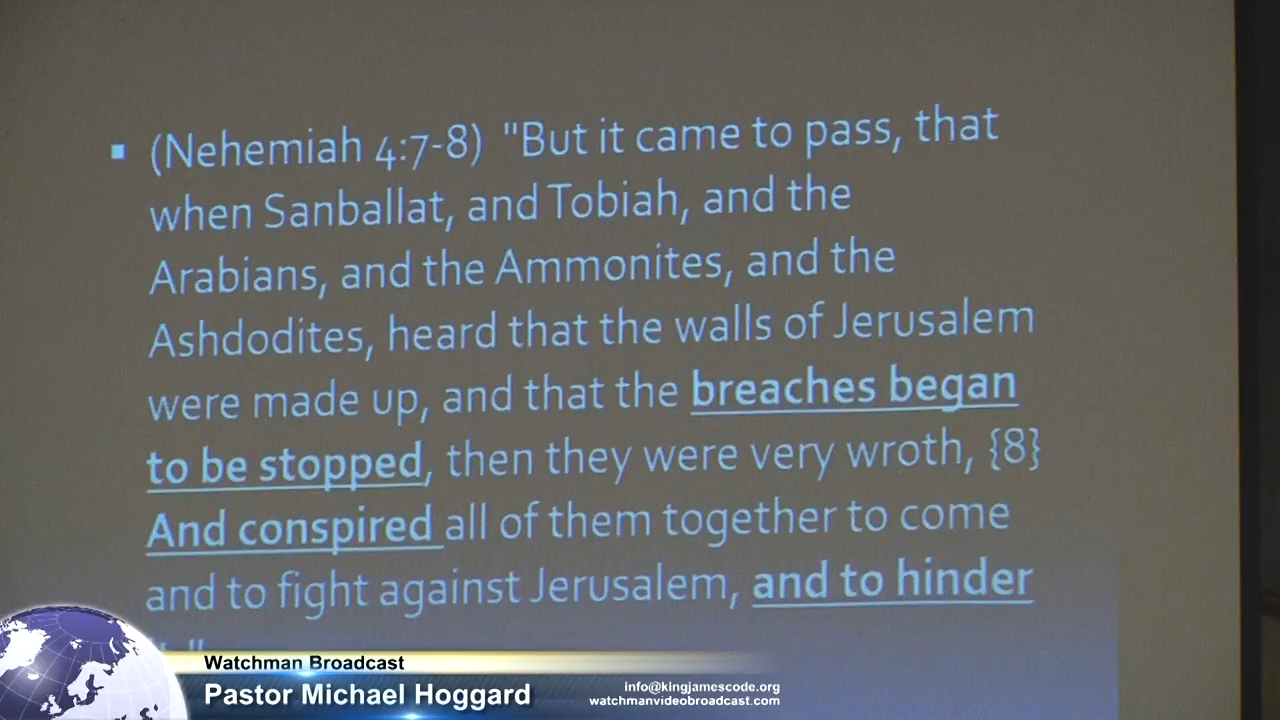 (Nehemiah 4:7-8) "But it came to pass, that
when Sanballat, and Tobiah, and the
Arabians, and the Ammonites, and the
Ashdodites, heard that the walls of Jerusalem
were made up, and that the breaches began
to be stopped, then they were very wroth, {8}
And conspired all of them together to come
and to fight against Jerusalem, and to hinder
Watchman Broadcast
Pastor Michael Hoggard
info@kingjamescode.org
watchmanvideobroadcast.com